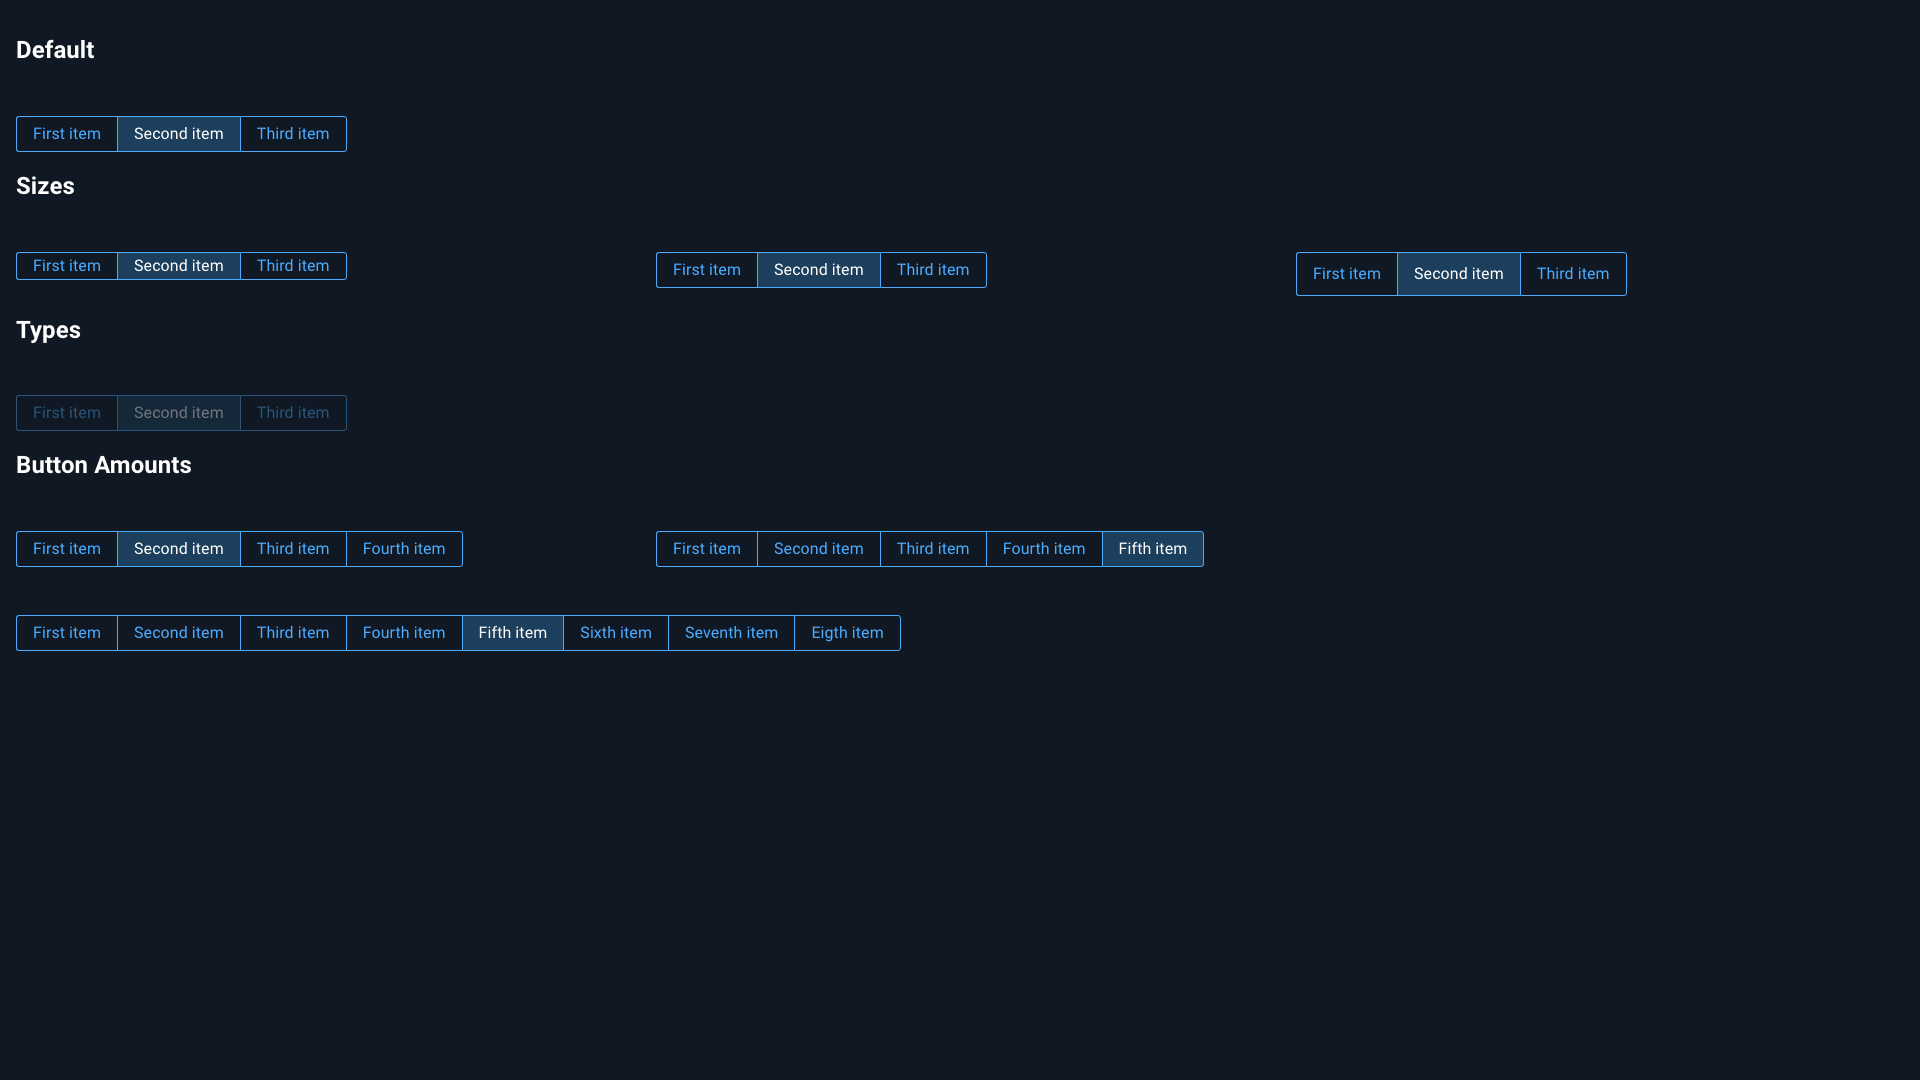 Default
First item Second item Third item
Sizes
First item Second item Third item First item Second item Third item First item Second item Third item
Types
First item Second item Third item
Button Amounts
First item Second item Third item Fourth item First item Second item Third item Fourth item Fifth item
First item Second item Third item Fourth item Fifth item Sixth item Seventh item Eigth item